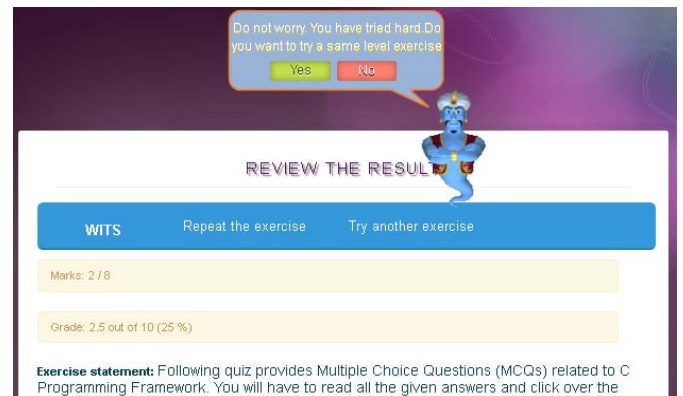 Do not worry. You have tried hard.Do
you want to try a same level exercise
Yes No
REVIEW THE RESULT
WITS Repeat the exercise Try another exercise
Marks: 2 / 8
Grade: 2.5 out of 10 (25 %)
Exercise statement: Following quiz provides Multiple Choice Questions (MCQs) related to C
Programming Framework. You will have to read all the given answers and click over the